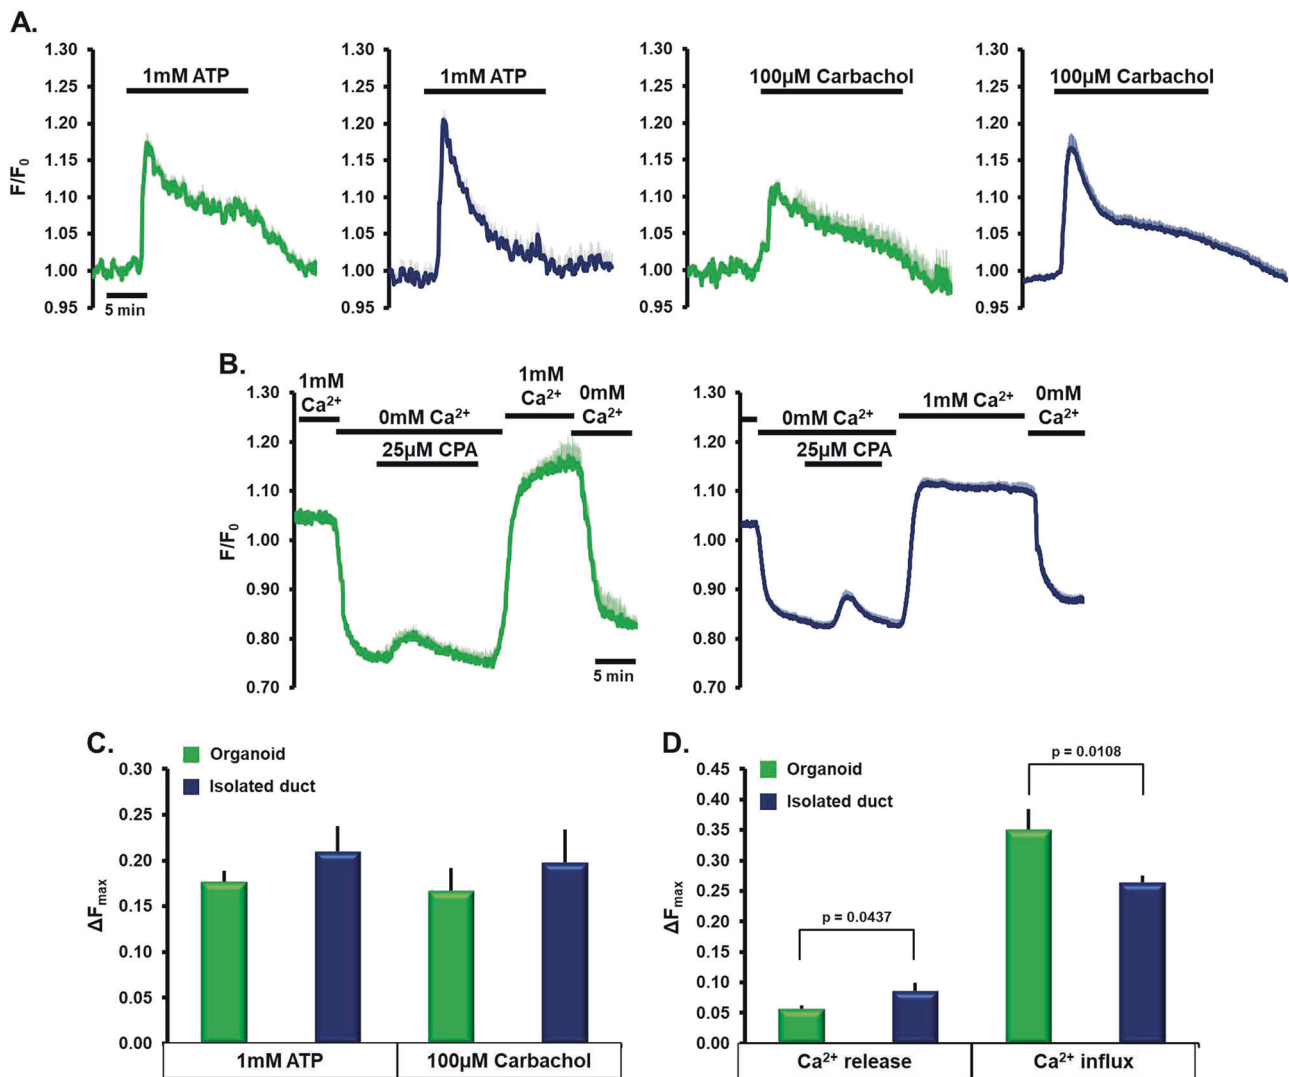 A.
1.30
1.25
1.20
1.15
1.10
1.05
1.00
0.95
F/F₀
1mM ATP
5 min
1.30
1.25
1.20
1.15
1.10
1.05
1.00
0.95
1mM ATP
1.30
1.25
1.20
1.15
1.10
1.05
1.00
0.95
100µM Carbachol
1.30
1.25
1.20
1.15
1.10
1.05
1.00
0.95
100µM Carbachol
B.
1.30
1.20
1.10
1.00
0.90
0.80
0.70
F/F₀
1mM
Ca²⁺
0mM Ca²⁺
25µM CPA
1mM
Ca²⁺
0mM
Ca²⁺
5 min
1.30
1.20
1.10
1.00
0.90
0.80
0.70
0mM Ca²⁺
25µM CPA
1mM Ca²⁺
0mM
Ca²⁺
C.
Organoid
Isolated duct
0.30
0.25
0.20
0.15
0.10
0.05
0.00
ΔFmax
1mM ATP
100µM Carbachol
D.
Organoid
Isolated duct
0.45
0.40
0.35
0.30
0.25
0.20
0.15
0.10
0.05
0.00
ΔFmax
p = 0.0437
p = 0.0108
Ca²⁺ release
Ca²⁺ influx